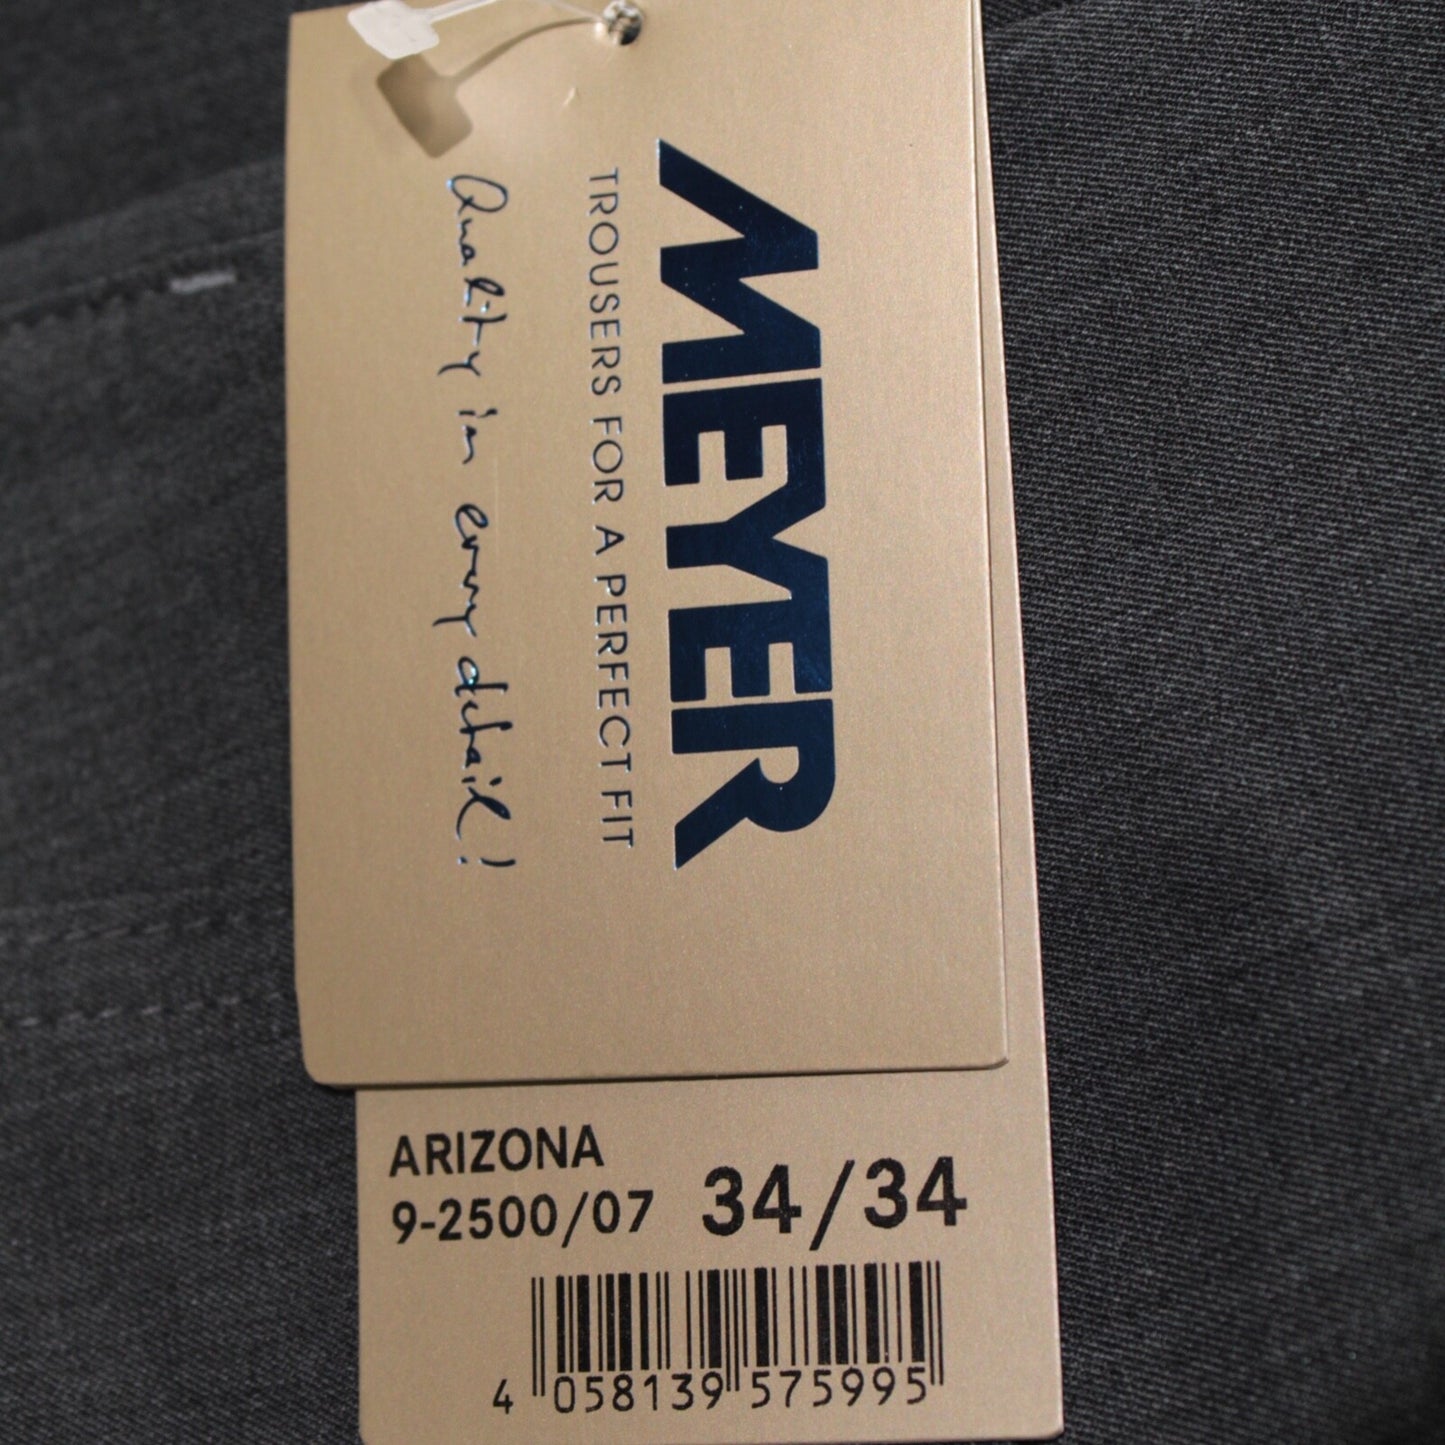 MEYER
TROUSERS FOR A PERFECT FIT
Quality in every detail!
ARIZONA
9-2500/07 34/34
4 058139 575995